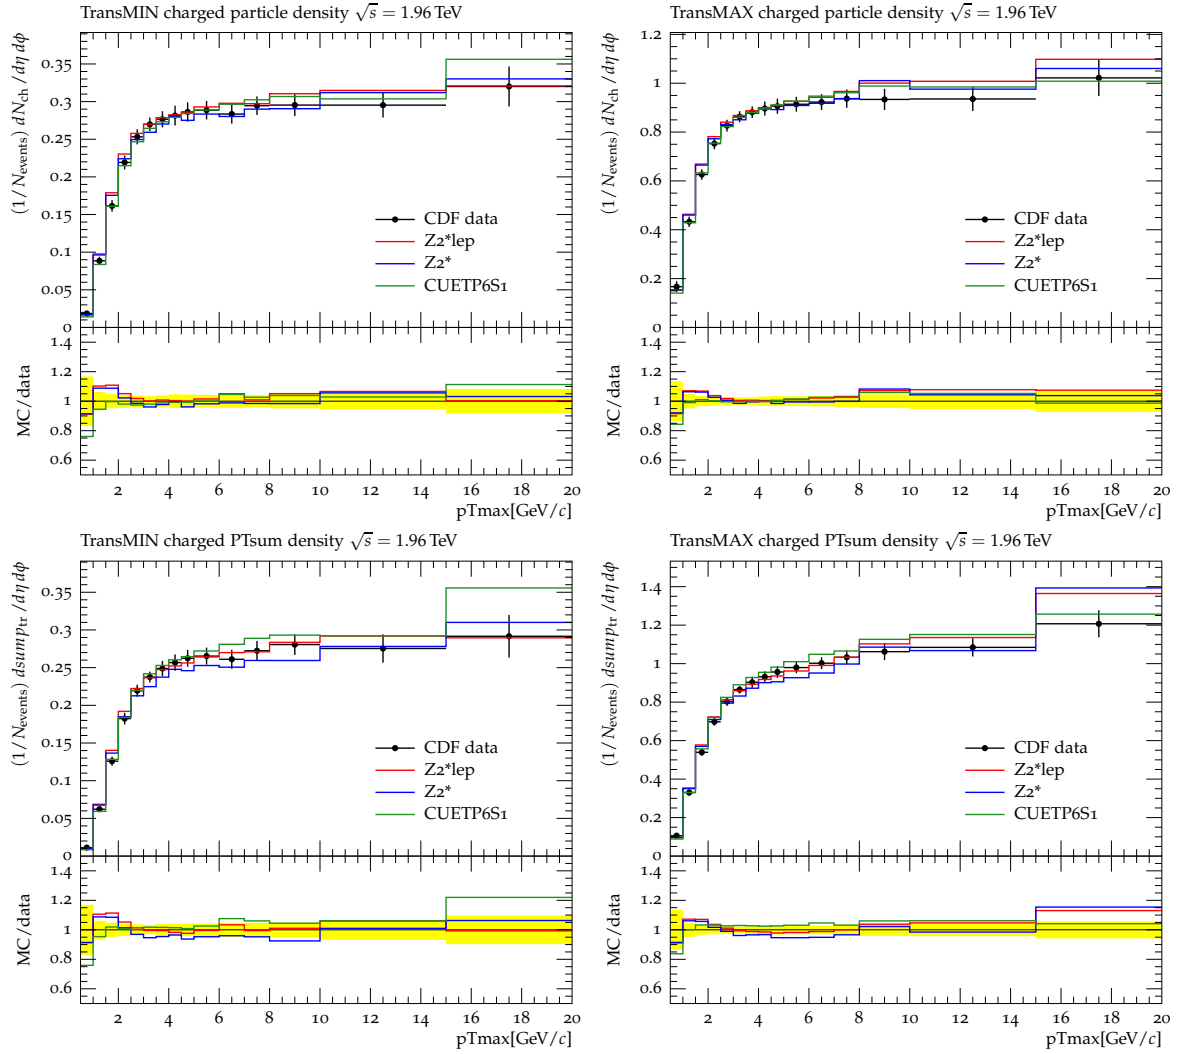 TransMIN charged particle density √s = 1.96 TeV
(1/N_events) dN_ch/dη dϕ
0.35
0.3
0.25
0.2
0.15
0.1
0.05
0
CDF data
Z2*lep
Z2*
CUETP6S1
MC/data
1.4
1.2
1
0.8
0.6
2 4 6 8 10 12 14 16 18 20
pTmax[GeV/c]
TransMAX charged particle density √s = 1.96 TeV
(1/N_events) dN_ch/dη dϕ
1.2
1
0.8
0.6
0.4
0.2
0
CDF data
Z2*lep
Z2*
CUETP6S1
MC/data
1.4
1.2
1
0.8
0.6
2 4 6 8 10 12 14 16 18 20
pTmax[GeV/c]
TransMIN charged PTsum density √s = 1.96 TeV
(1/N_events) dsump_tr/dη dϕ
0.35
0.3
0.25
0.2
0.15
0.1
0.05
0
CDF data
Z2*lep
Z2*
CUETP6S1
MC/data
1.4
1.2
1
0.8
0.6
2 4 6 8 10 12 14 16 18 20
pTmax[GeV/c]
TransMAX charged PTsum density √s = 1.96 TeV
(1/N_events) dsump_tr/dη dϕ
1.4
1.2
1
0.8
0.6
0.4
0.2
0
CDF data
Z2*lep
Z2*
CUETP6S1
MC/data
1.4
1.2
1
0.8
0.6
2 4 6 8 10 12 14 16 18 20
pTmax[GeV/c]